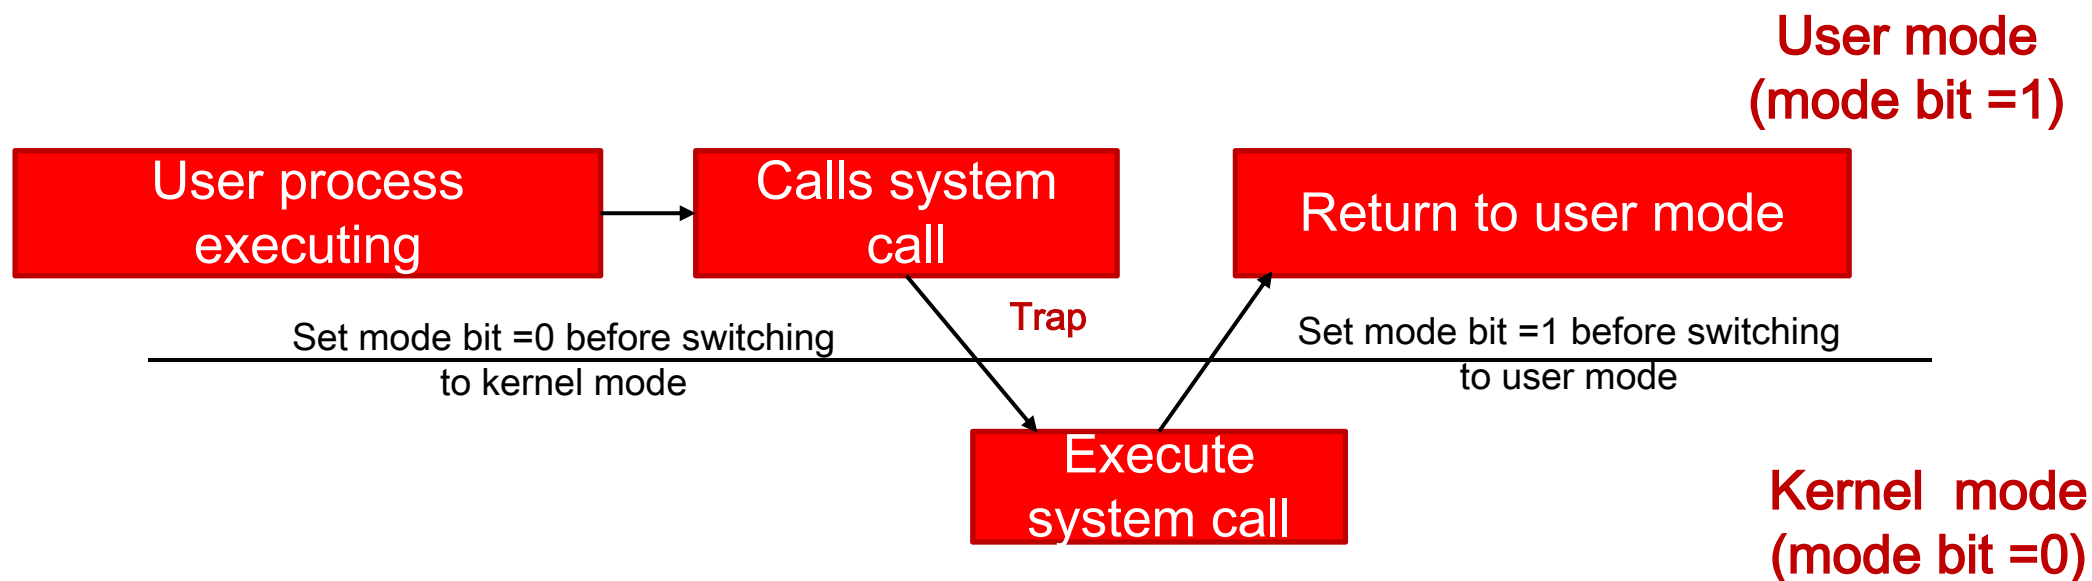 User mode
(mode bit =1)
User process
executing
Calls system
call
Return to user mode
Trap
Set mode bit =0 before switching
to kernel mode
Set mode bit =1 before switching
to user mode
Execute
system call
Kernel  mode
(mode bit =0)